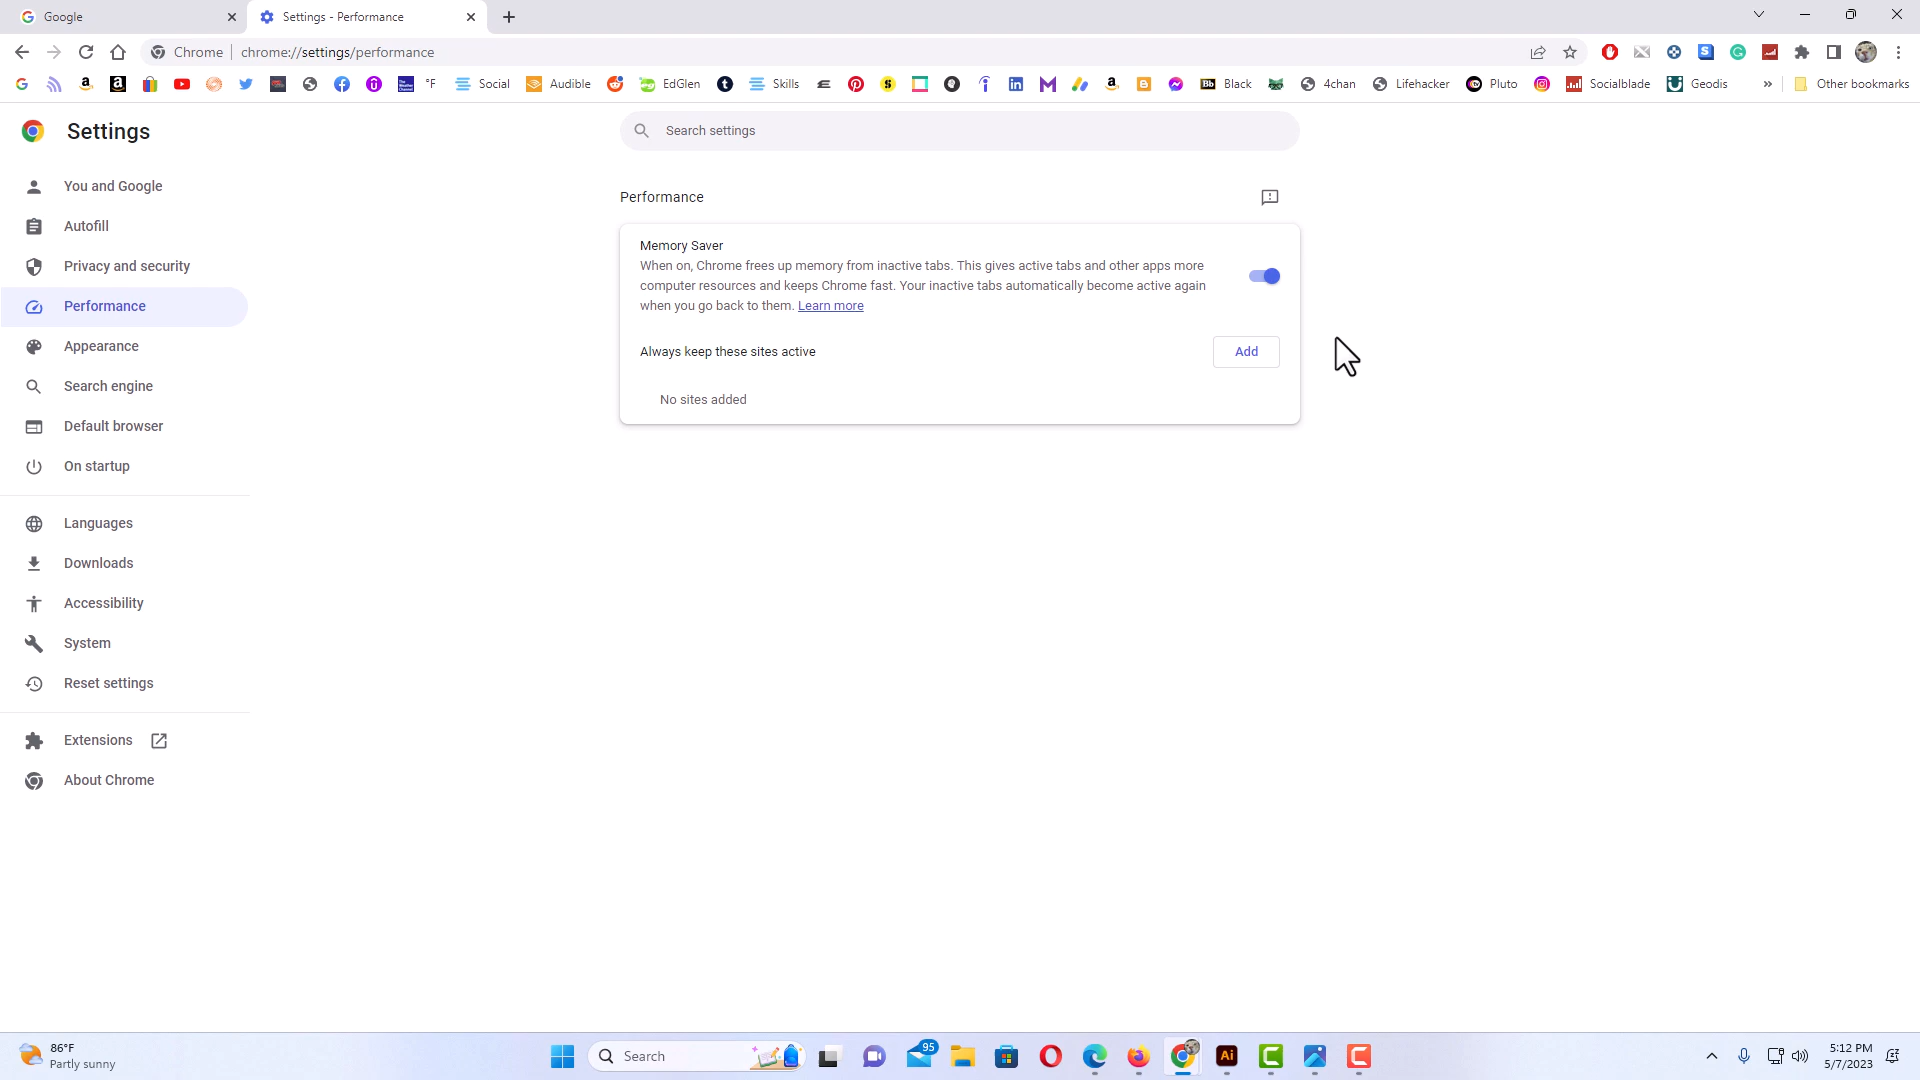 Google
Settings - Performance
Chrome
chrome://settings/performance
°F
Social
Audible
EdGlen
Skills
Black
4chan
Lifehacker
Pluto
Socialblade
Geodis
»
Other bookmarks
Settings
Search settings
You and Google
Autofill
Privacy and security
Performance
Appearance
Search engine
Default browser
On startup
Languages
Downloads
Accessibility
System
Reset settings
Extensions
About Chrome
Performance
Memory Saver
When on, Chrome frees up memory from inactive tabs. This gives active tabs and other apps more
computer resources and keeps Chrome fast. Your inactive tabs automatically become active again
when you go back to them. Learn more
Always keep these sites active
Add
No sites added
86°F
Partly sunny
Search
95
Ai
5:12 PM
5/7/2023